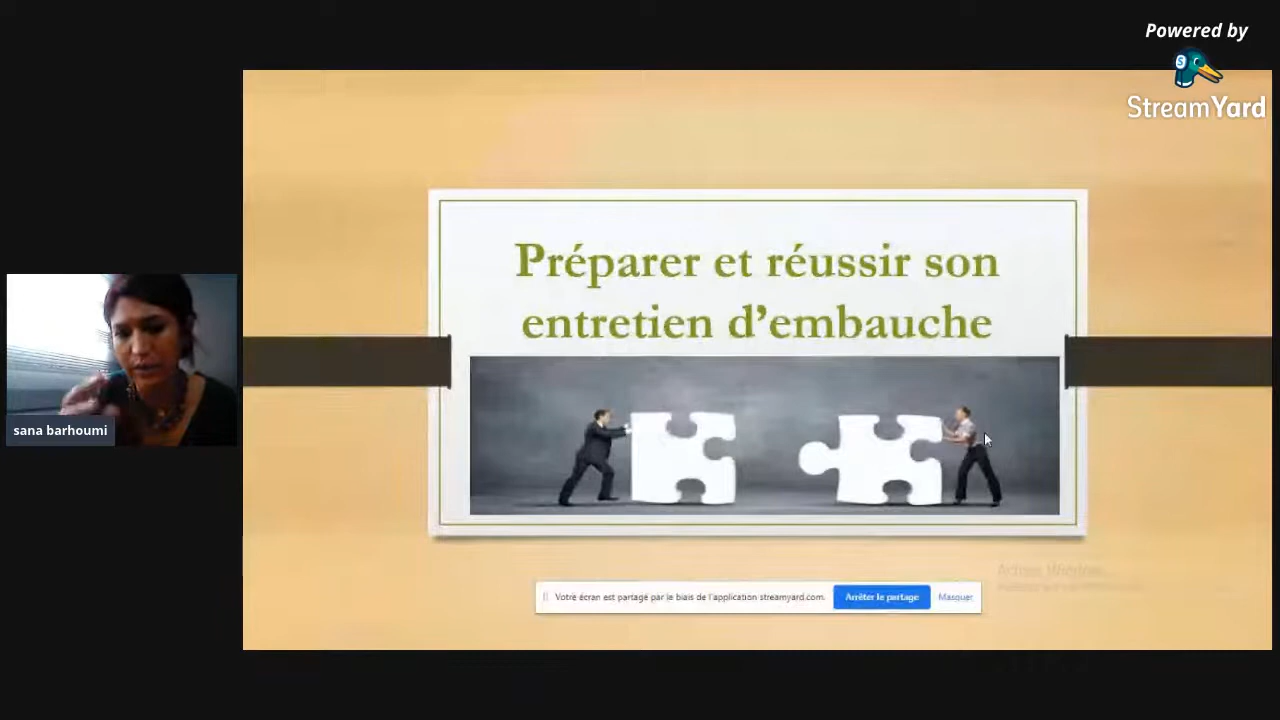 Powered by
StreamYard
Préparer et réussir son
entretien d’embauche
sana barhoumi
Votre écran est partagé par le biais de l'application streamyard.com.
Arrêter le partage
Masquer